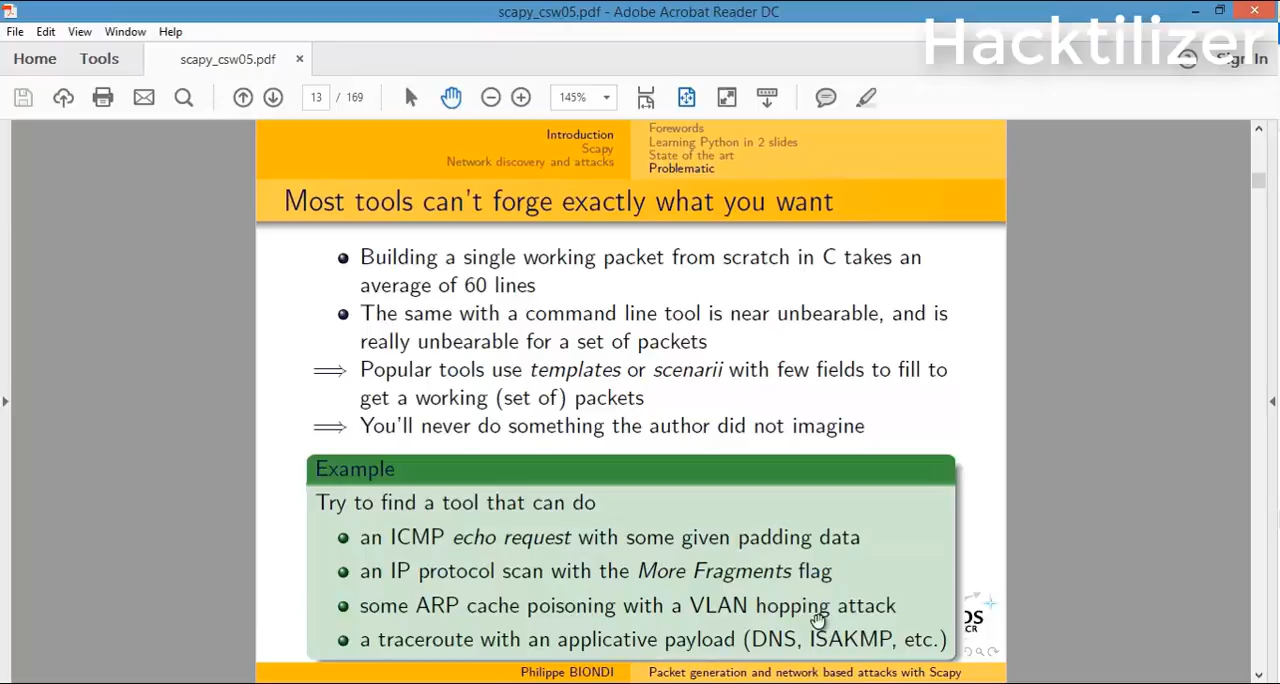 scapy_csw05.pdf - Adobe Acrobat Reader DC
File Edit View Window Help
Hacktilizer
Home Tools scapy_csw05.pdf × Sign In
13 / 169 145%
Introduction
Scapy
Network discovery and attacks
Forewords
Learning Python in 2 slides
State of the art
Problematic
Most tools can't forge exactly what you want
Building a single working packet from scratch in C takes an
average of 60 lines
The same with a command line tool is near unbearable, and is
really unbearable for a set of packets
⟹ Popular tools use templates or scenarii with few fields to fill to
get a working (set of) packets
⟹ You'll never do something the author did not imagine
Example
Try to find a tool that can do
an ICMP echo request with some given padding data
an IP protocol scan with the More Fragments flag
some ARP cache poisoning with a VLAN hopping attack
a traceroute with an applicative payload (DNS, ISAKMP, etc.)
DS
CR
Philippe BIONDI Packet generation and network based attacks with Scapy